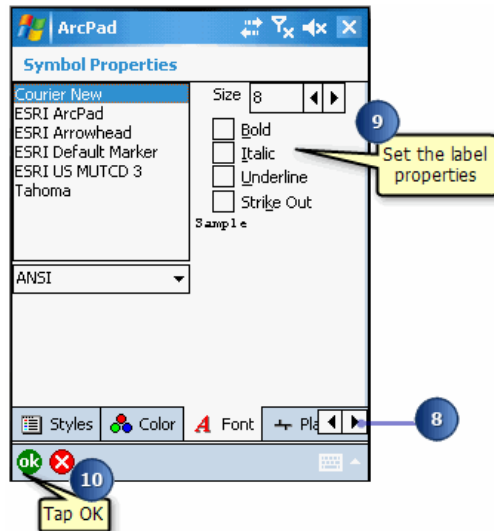 ArcPad
Symbol Properties
Courier New
ESRI ArcPad
ESRI Arrowhead
ESRI Default Marker
ESRI US MUTCD 3
Tahoma
Size 8
Bold
Italic
Underline
Strike Out
Sample
9
Set the label
properties
ANSI
Styles Color A Font Pla
8
ok
10
Tap OK